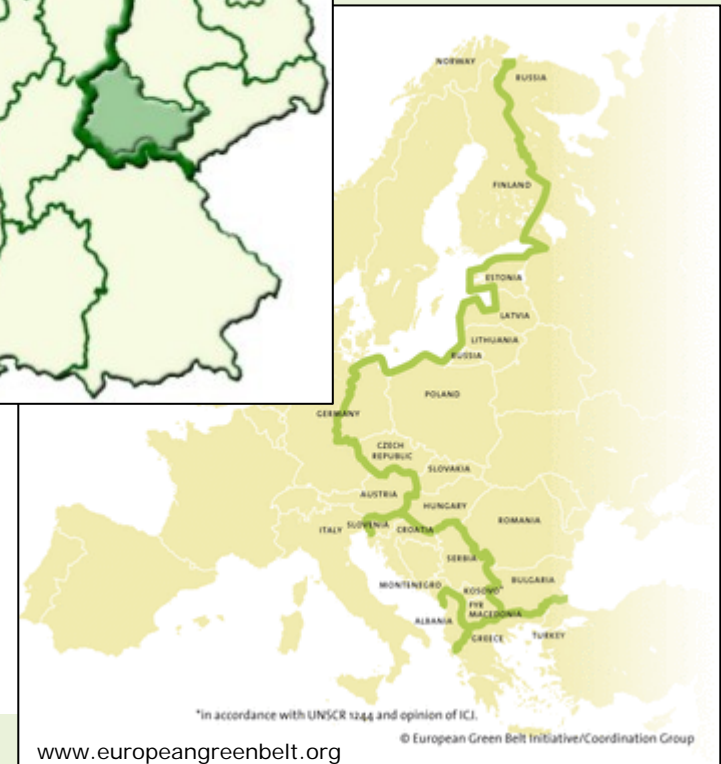 NORWAY
RUSSIA
FINLAND
ESTONIA
LATVIA
LITHUANIA
RUSSIA
POLAND
GERMANY
CZECH
REPUBLIC
SLOVAKIA
AUSTRIA
HUNGARY
ITALY
SLOVENIA
CROATIA
ROMANIA
SERBIA
MONTENEGRO
KOSOVO*
BULGARIA
FYR
MACEDONIA
ALBANIA
GREECE
TURKEY
*in accordance with UNSCR 1244 and opinion of ICJ.
© European Green Belt Initiative/Coordination Group
www.europeangreenbelt.org